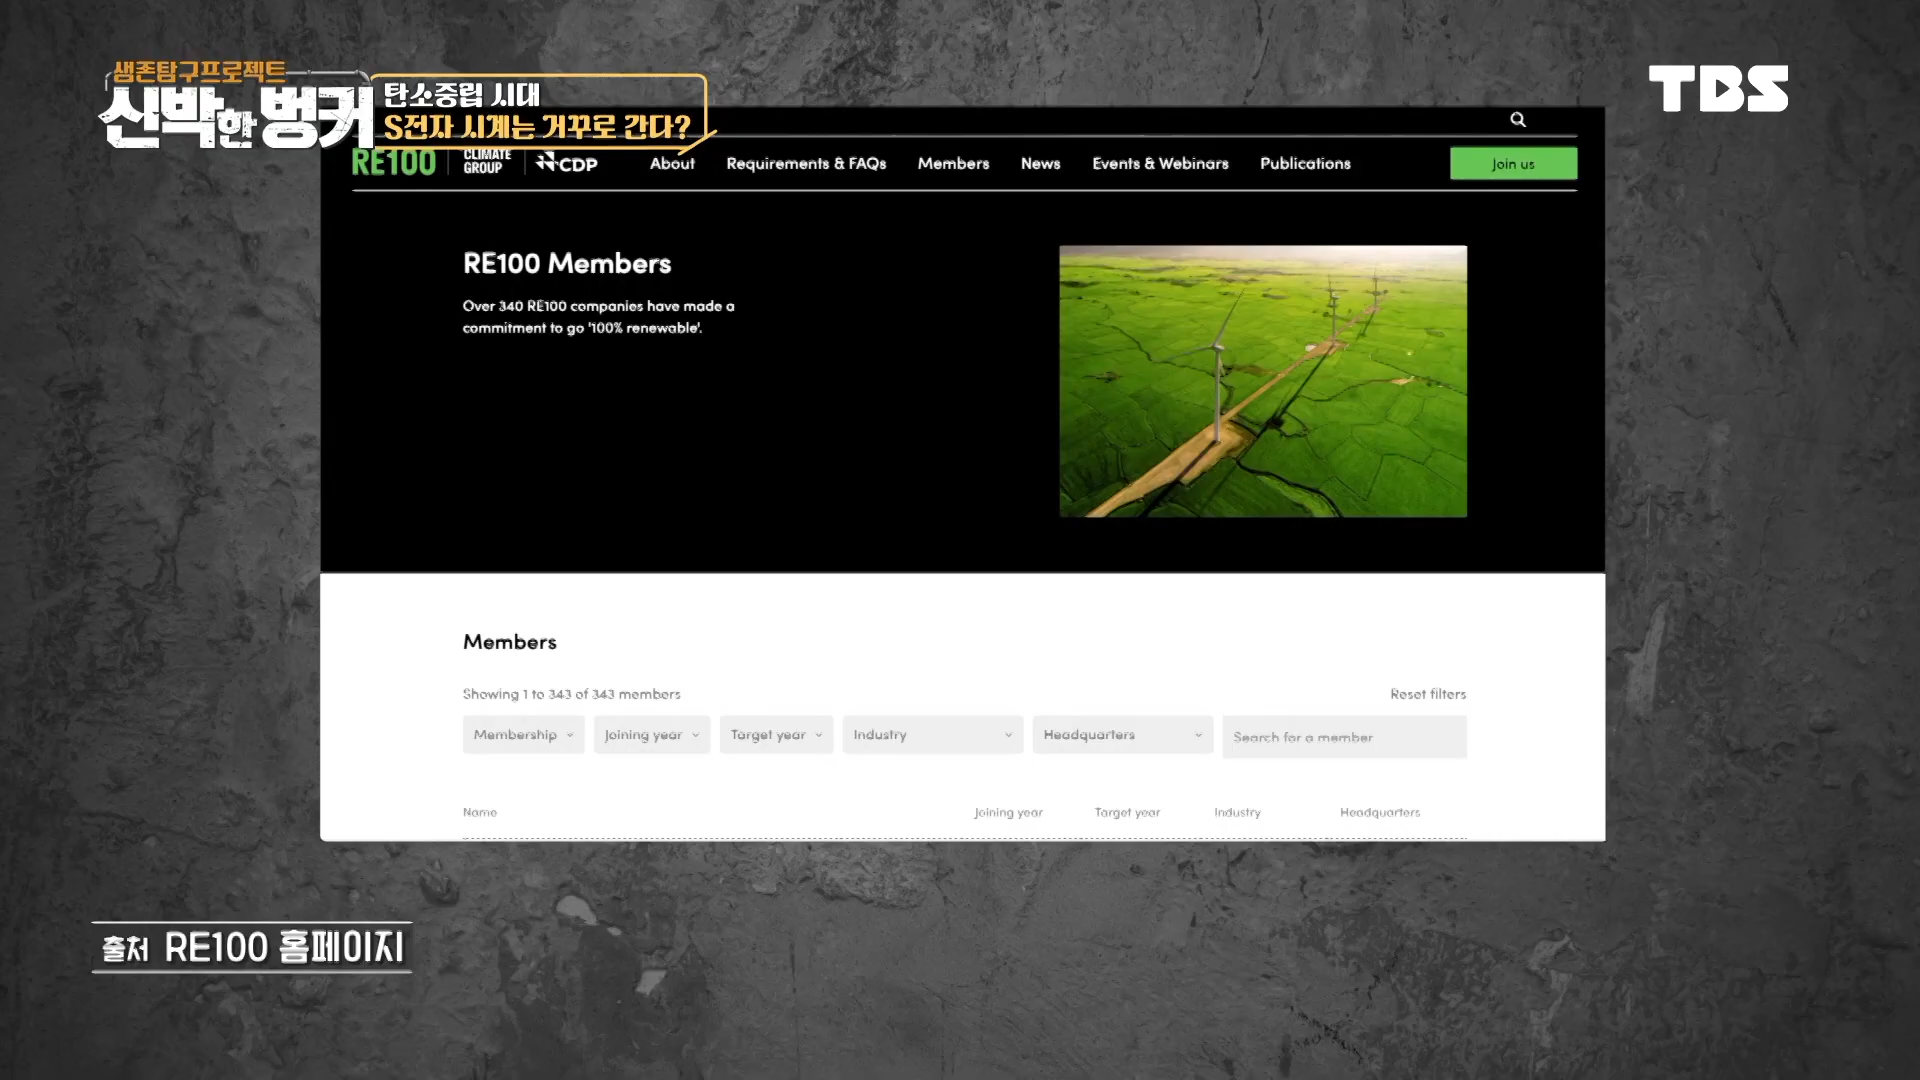 생존탐구프로젝트
신박한 벙커
탄소중립 시대
S전자 시계는 거꾸로 간다?
TBS
RE100
CLIMATE
GROUP
CDP
About
Requirements & FAQs
Members
News
Events & Webinars
Publications
Join us
RE100 Members
Over 340 RE100 companies have made a
commitment to go '100% renewable'.
Members
Showing 1 to 343 of 343 members
Reset filters
Membership
Joining year
Target year
Industry
Headquarters
Search for a member
Name
Joining year
Target year
Industry
Headquarters
출처 RE100 홈페이지